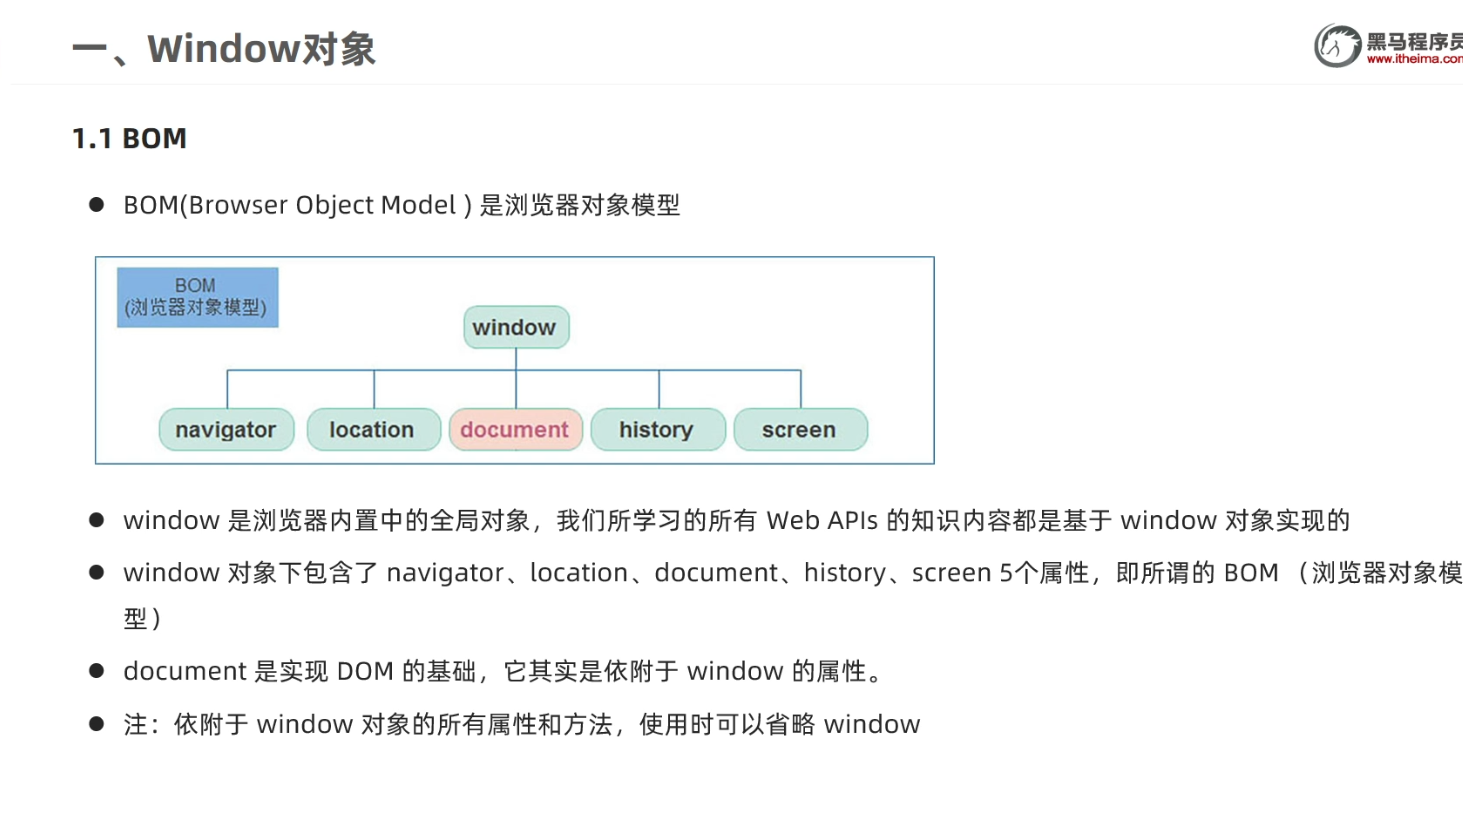 一、Window对象
黑马程序员
www.itheima.com
1.1 BOM
● BOM(Browser Object Model ) 是浏览器对象模型
BOM
(浏览器对象模型)
window
navigator location document history screen
● window 是浏览器内置中的全局对象，我们所学习的所有 Web APIs 的知识内容都是基于 window 对象实现的
● window 对象下包含了 navigator、location、document、history、screen 5个属性，即所谓的 BOM （浏览器对象模
型）
● document 是实现 DOM 的基础，它其实是依附于 window 的属性。
● 注：依附于 window 对象的所有属性和方法，使用时可以省略 window